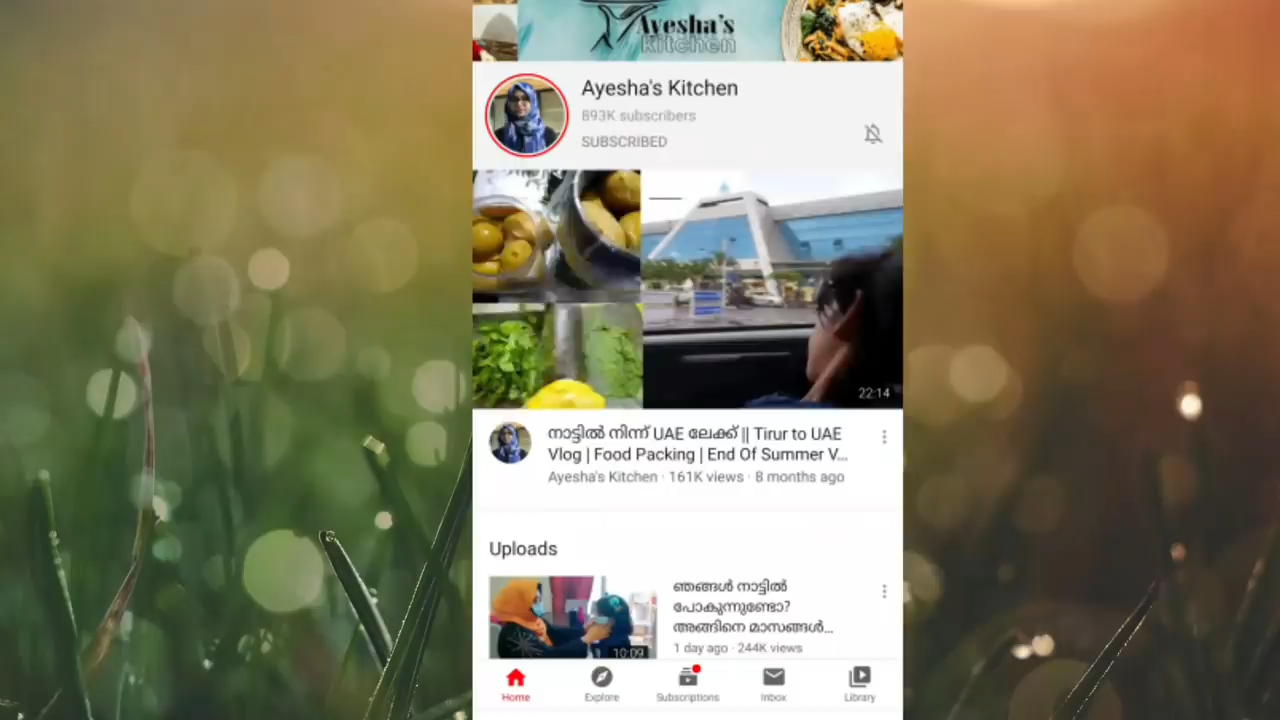 Ayesha's
kitchen
Ayesha's Kitchen
893K subscribers
SUBSCRIBED
22:14
നാട്ടിൽ നിന്ന് UAE ലേക്ക് || Tirur to UAE
Vlog | Food Packing | End Of Summer V...
Ayesha's Kitchen · 161K views · 8 months ago
Uploads
ഞങ്ങൾ നാട്ടിൽ
പോകുന്നുണ്ടോ?
അങ്ങിനെ മാസങ്ങൾ...
1 day ago · 244K views
10:09
Home
Explore
Subscriptions
Inbox
Library